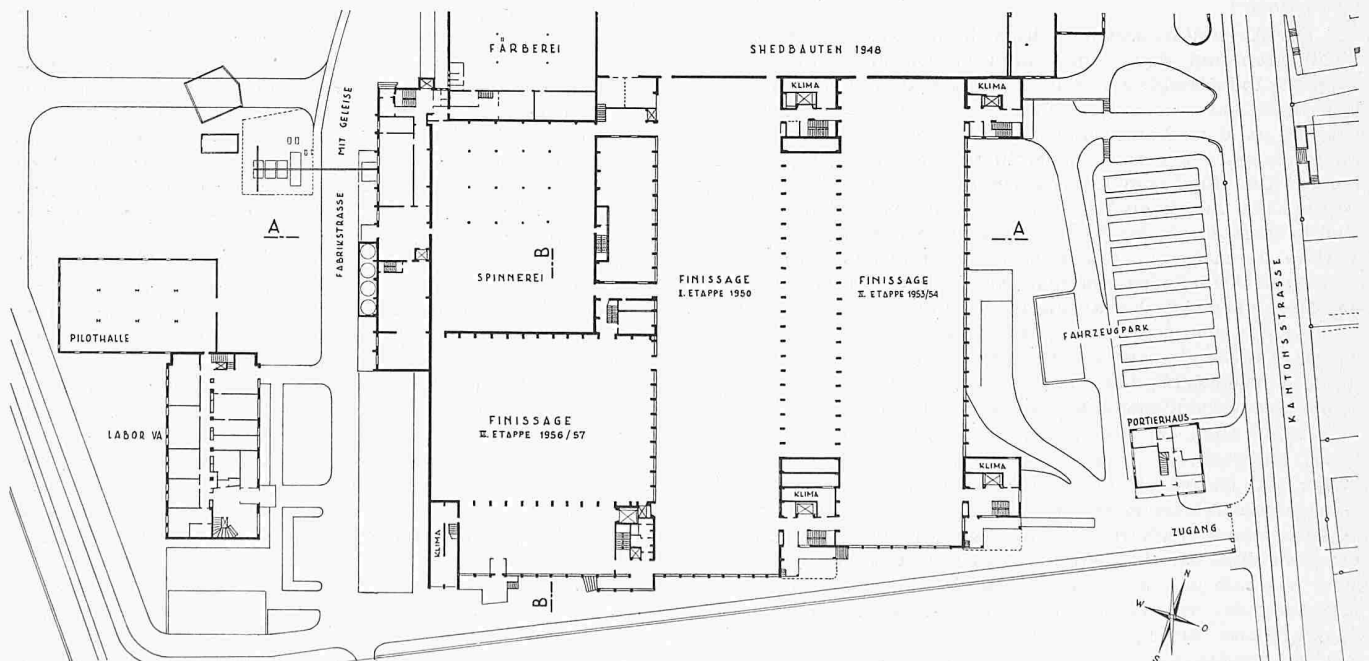 FÄRBEREI
SHEDBAUTEN 1948
KLIMA
KLIMA
FABRIKSTRASSE MIT GELEISE
A
B
A
SPINNEREI
FINISSAGE
I. ETAPPE 1950
FINISSAGE
II. ETAPPE 1953/54
PILOTHALLE
FAHRZEUGPARK
KANTONSSTRASSE
LABOR VA
FINISSAGE
III. ETAPPE 1956/57
PORTIERHAUS
KLIMA
KLIMA
KLIMA
ZUGANG
B
N
W
O
S